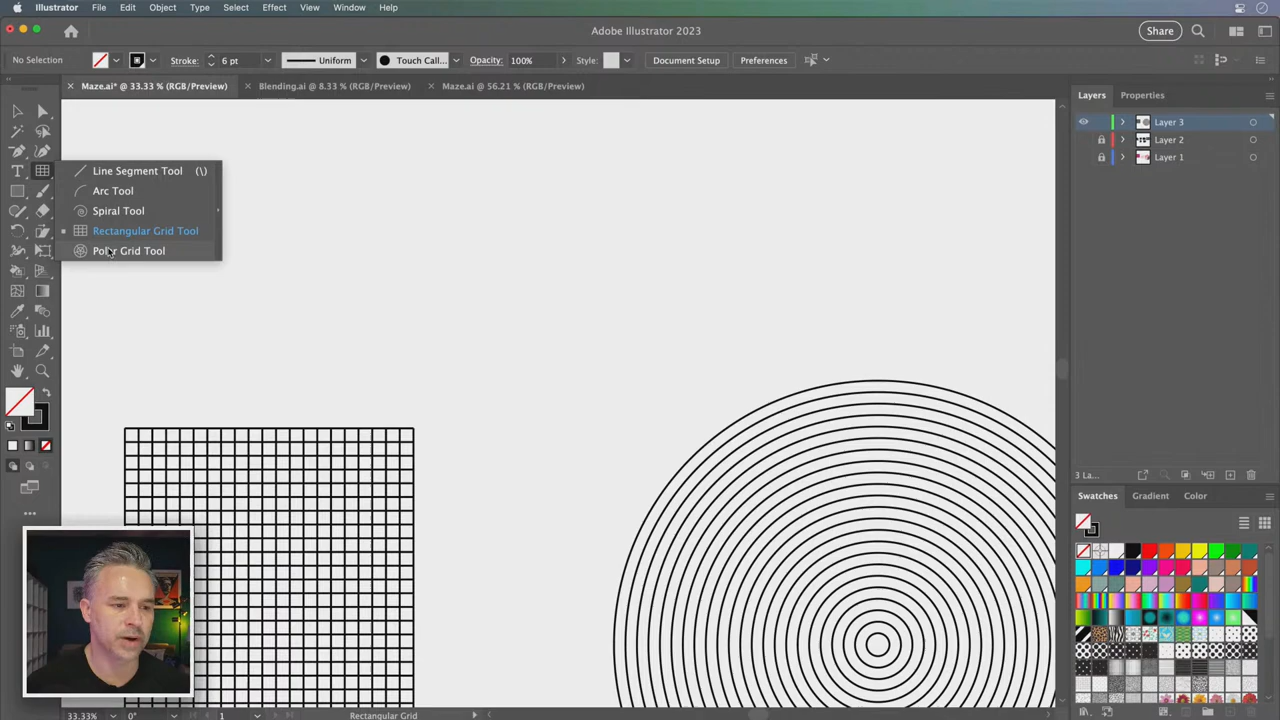 Illustrator File Edit Object Type Select Effect View Window Help
Adobe Illustrator 2023
Share
No Selection
Stroke: 6 pt
Uniform
Touch Call...
Opacity: 100%
Style:
Document Setup
Preferences
Maze.ai* @ 33.33 % (RGB/Preview)
Blending.ai @ 8.33 % (RGB/Preview)
Maze.ai @ 56.21 % (RGB/Preview)
Layers Properties
Layer 3
Layer 2
Layer 1
Line Segment Tool (\)
Arc Tool
Spiral Tool
Rectangular Grid Tool
Polar Grid Tool
3 La...
Swatches Gradient Color
33.33% 0° 1 Rectangular Grid